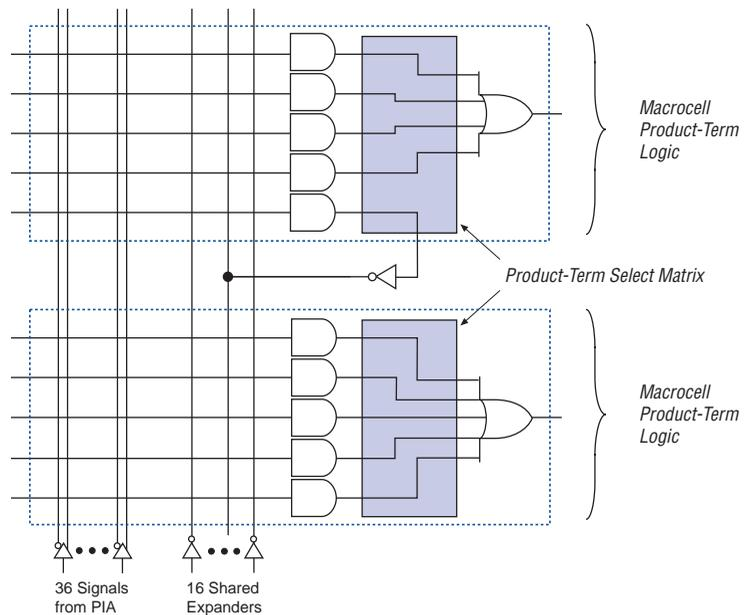 Macrocell
Product-Term
Logic
Product-Term Select Matrix
Macrocell
Product-Term
Logic
36 Signals
from PIA
16 Shared
Expanders